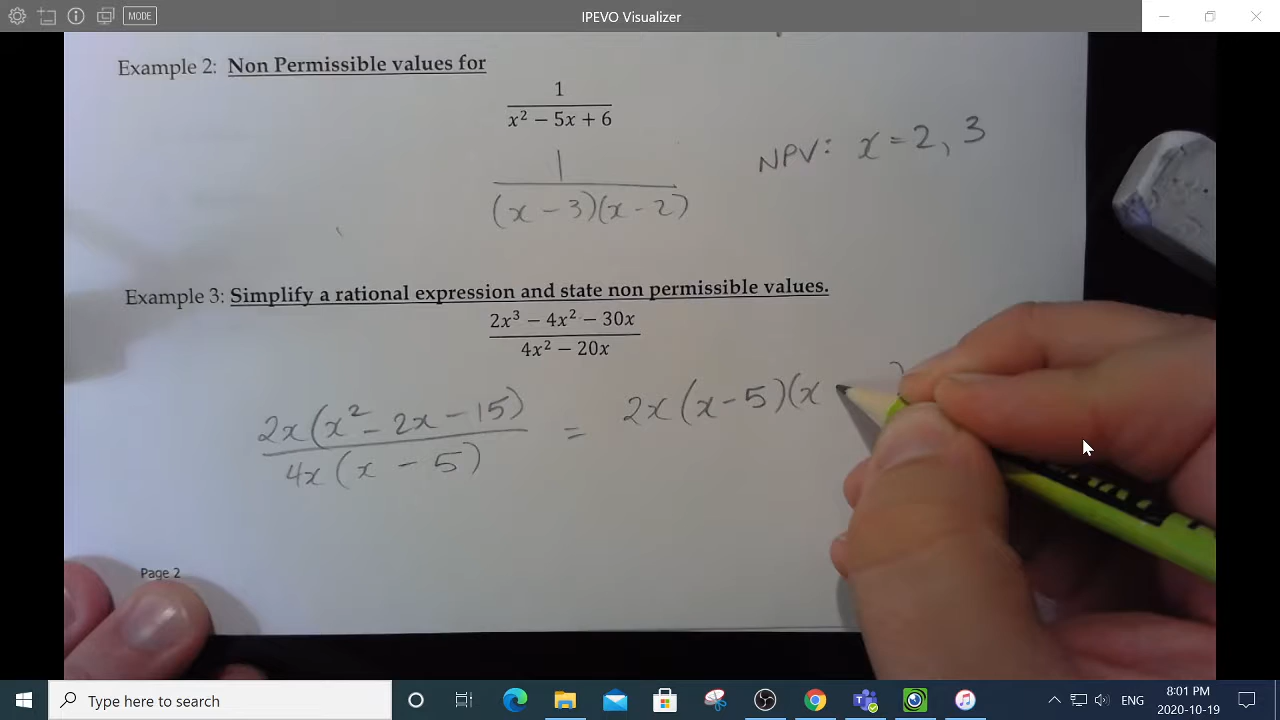 IPEVO Visualizer
MODE
Example 2: Non Permissible values for
1
x² − 5x + 6
1
(x − 3)(x − 2)
NPV: x = 2, 3
Example 3: Simplify a rational expression and state non permissible values.
2x³ − 4x² − 30x
4x² − 20x
2x(x² − 2x − 15)
4x(x − 5)
= 2x(x − 5)(x )
Page 2
Type here to search
ENG
8:01 PM
2020-10-19